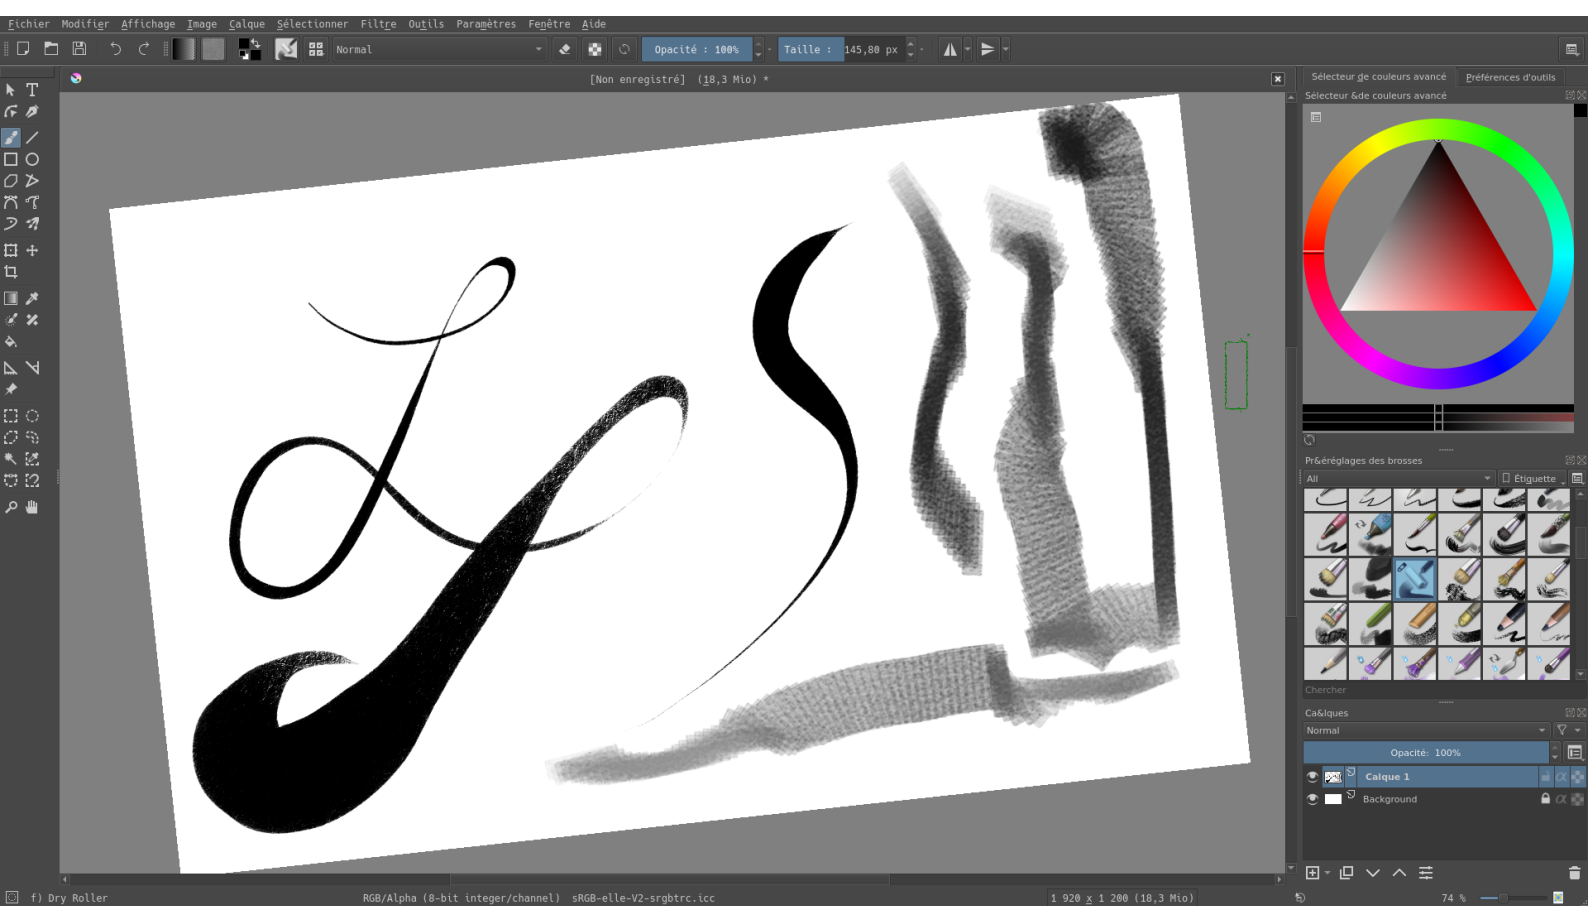 Fichier Modifier Affichage Image Calque Sélectionner Filtre Outils Paramètres Fenêtre Aide
Normal Opacité : 100% Taille : 145,80 px
[Non enregistré] (18,3 Mio) *
Sélecteur de couleurs avancé Préférences d'outils
Sélecteur &de couleurs avancé
Pr&éréglages des brosses
All Étiquette
Chercher
Ca&lques
Normal
Opacité: 100%
Calque 1
Background
f) Dry Roller RGB/Alpha (8-bit integer/channel) sRGB-elle-V2-srgbtrc.icc 1 920 x 1 200 (18,3 Mio) 74 %